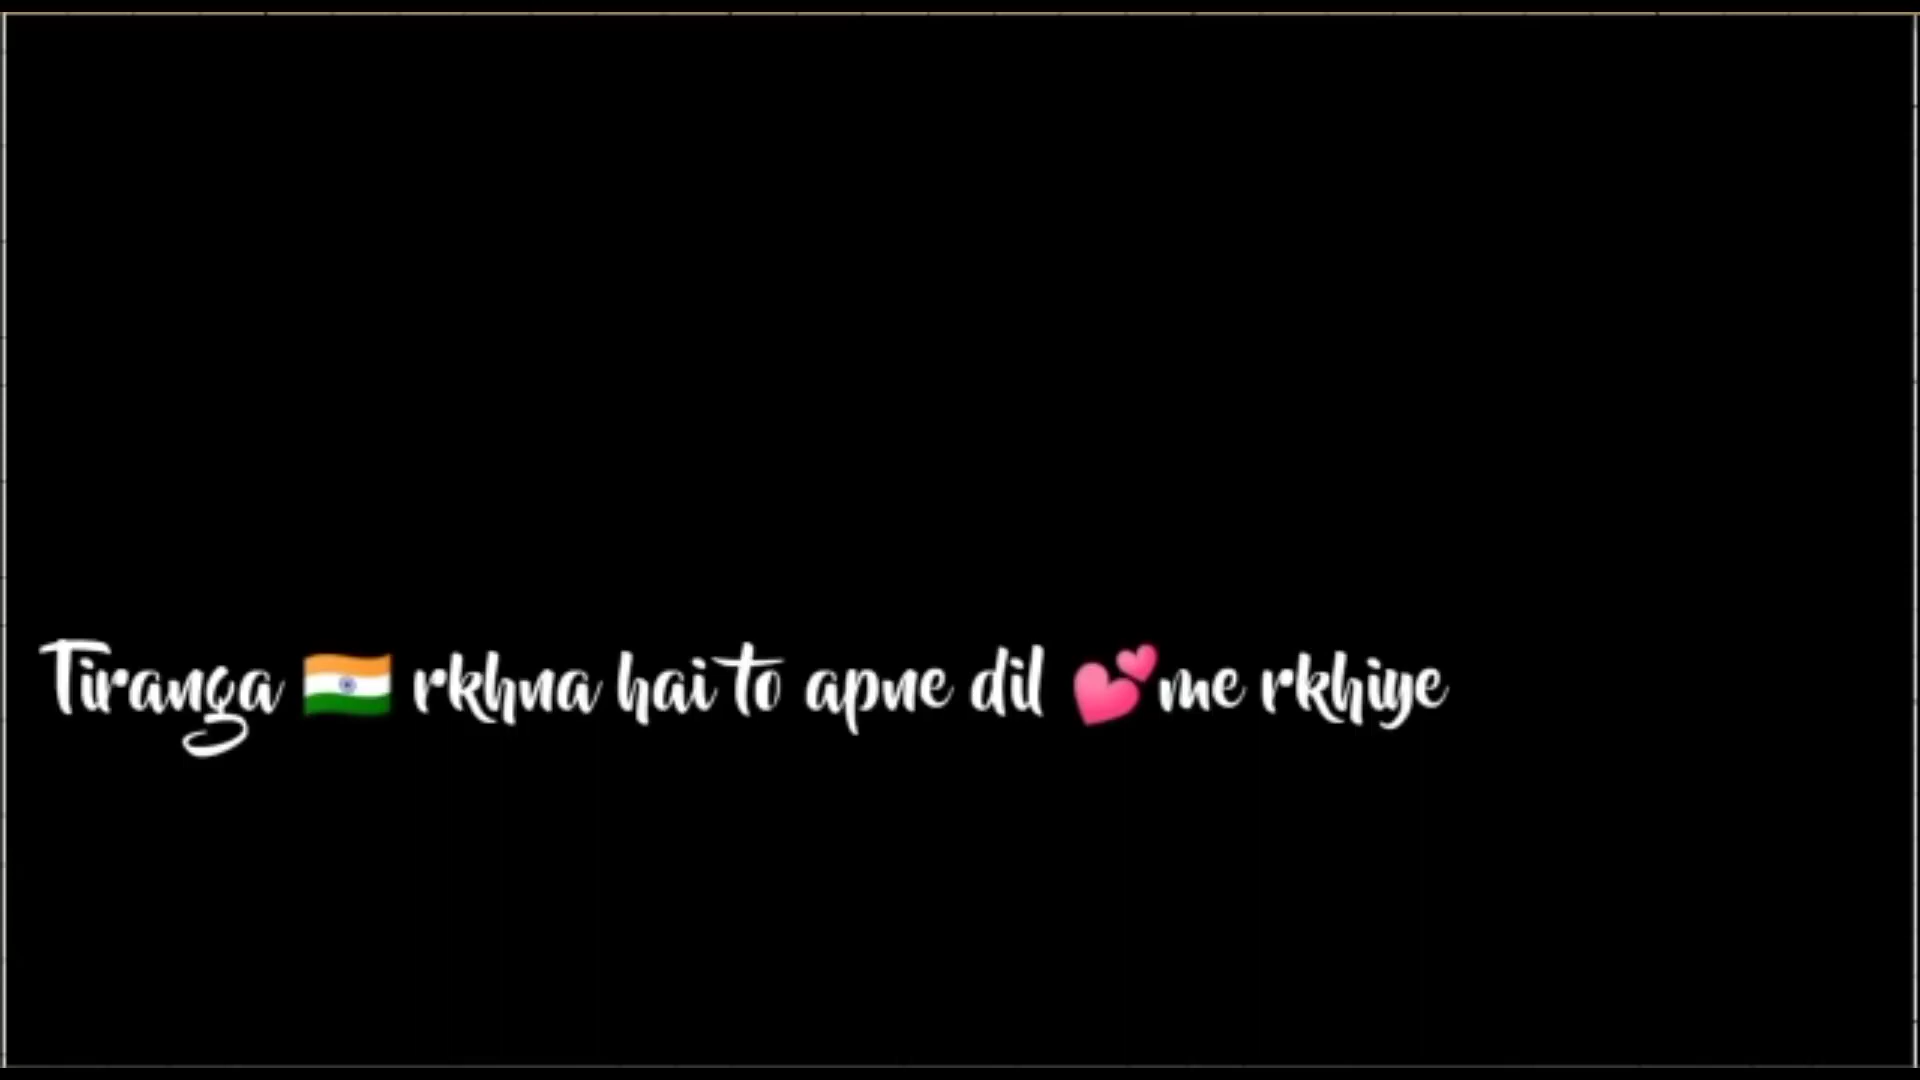 Tiranga 🇮🇳 rkhna hai to apne dil 💕me rkhiye